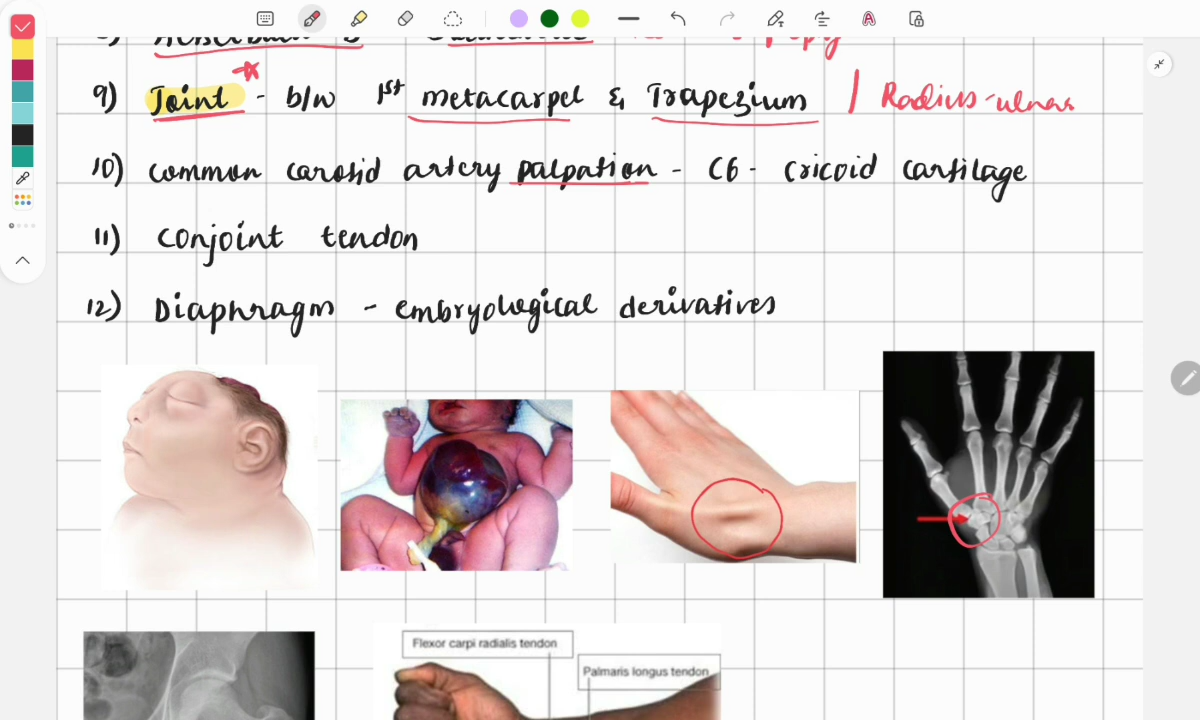 9) Joint - b/w 1st metacarpel & Trapezium / Radius-ulnar
10) common carotid artery palpation - C6 - cricoid cartilage
11) conjoint tendon
12) Diaphragm - embryological derivatives
Flexor carpi radialis tendon
Palmaris longus tendon